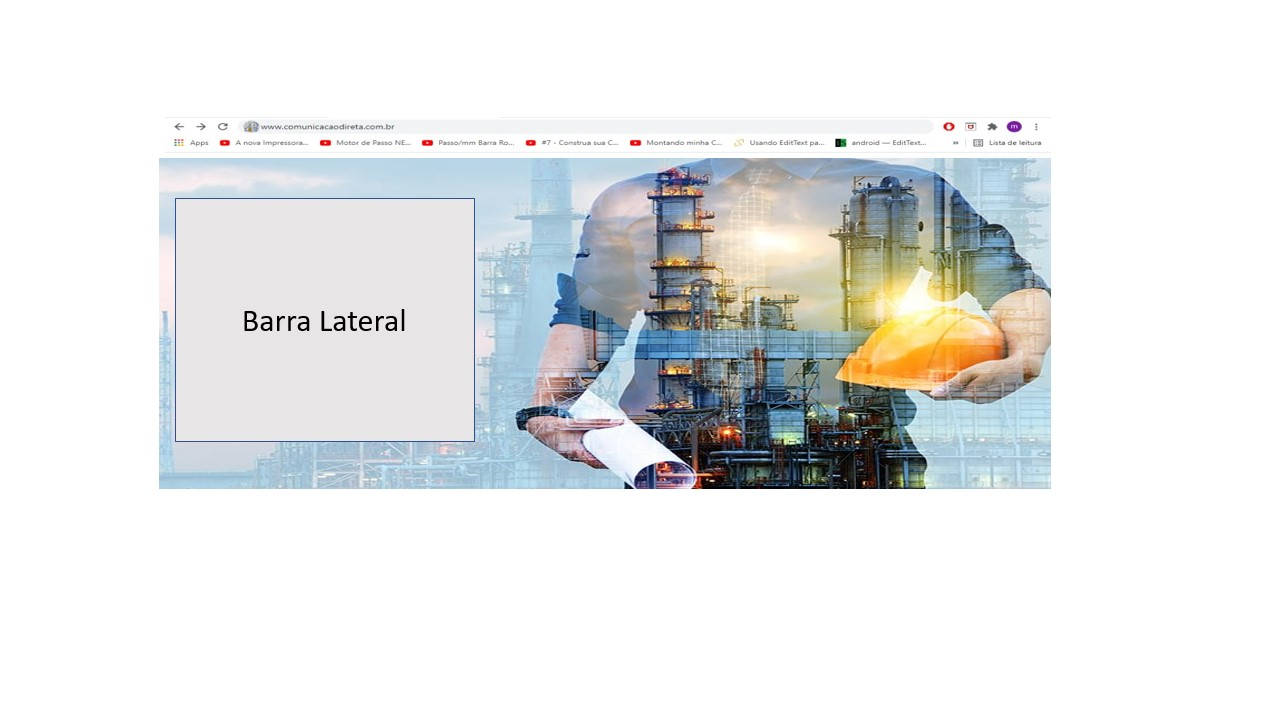 www.comunicacaodireta.com.br
Apps A nova Impressora... Motor de Passo NE... Passo/mm Barra Ro... #7 - Construa sua C... Montando minha C... Usando EditText pa... android — EditText... » Lista de leitura
Barra Lateral